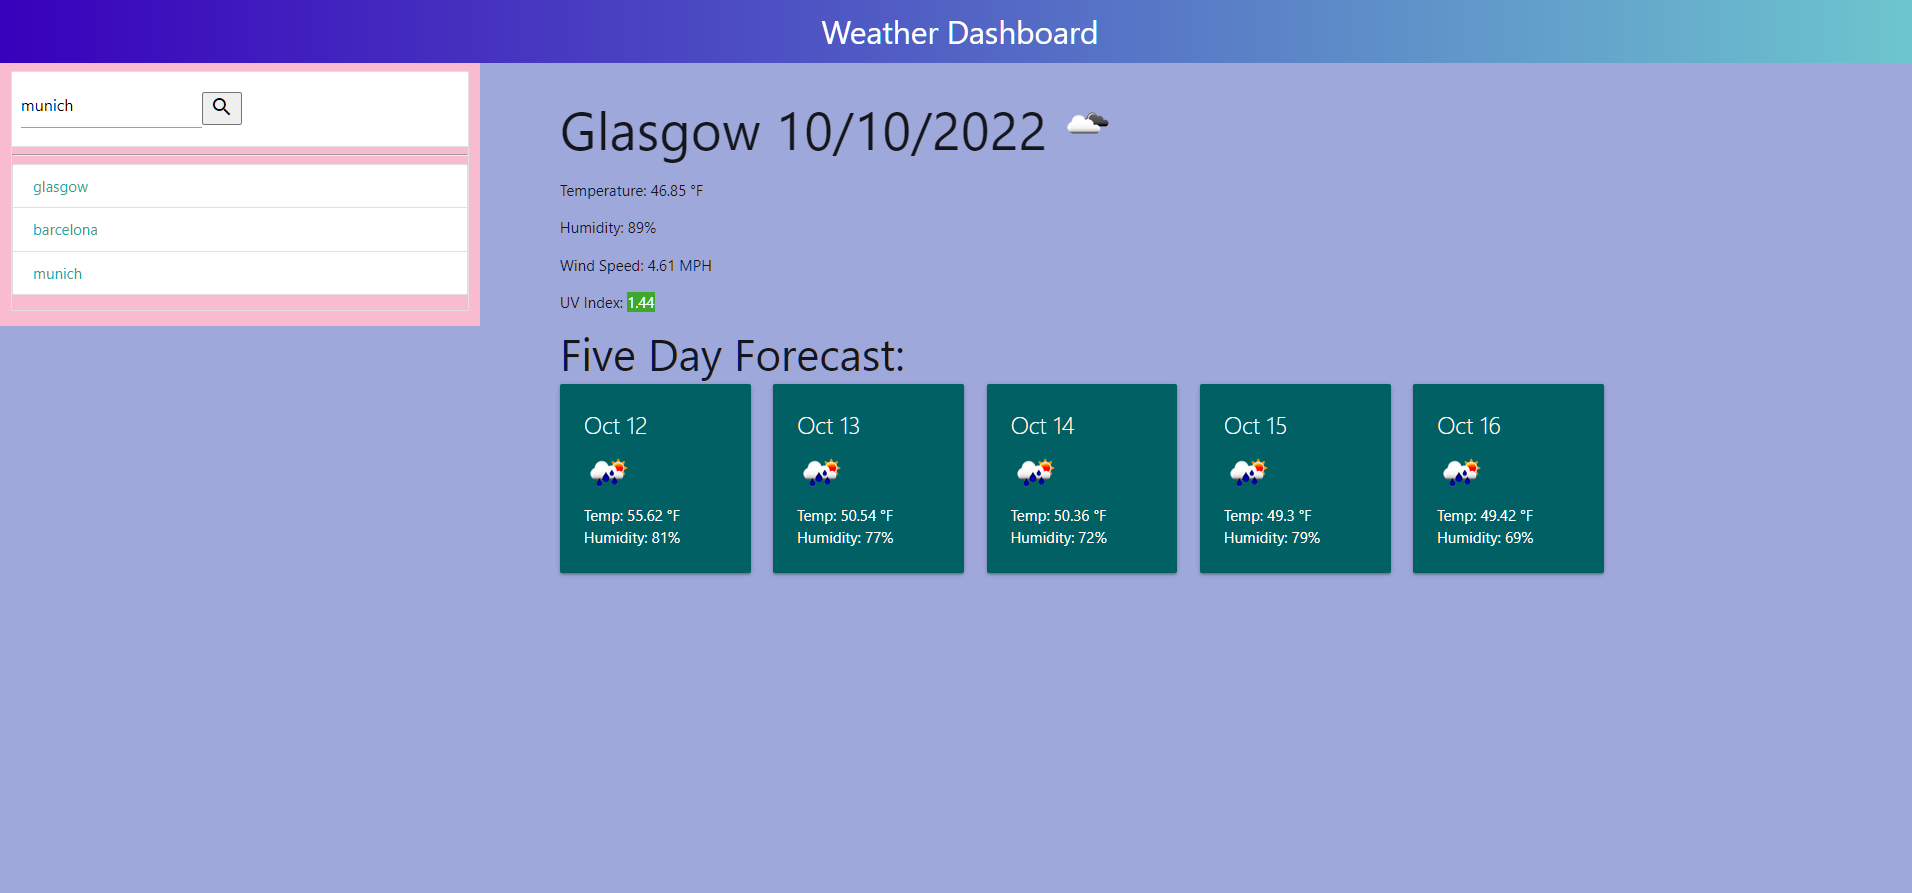 Weather Dashboard
munich
glasgow
barcelona
munich
Glasgow 10/10/2022
Temperature: 46.85 °F
Humidity: 89%
Wind Speed: 4.61 MPH
UV Index: 1.44
Five Day Forecast:
Oct 12
Temp: 55.62 °F
Humidity: 81%
Oct 13
Temp: 50.54 °F
Humidity: 77%
Oct 14
Temp: 50.36 °F
Humidity: 72%
Oct 15
Temp: 49.3 °F
Humidity: 79%
Oct 16
Temp: 49.42 °F
Humidity: 69%